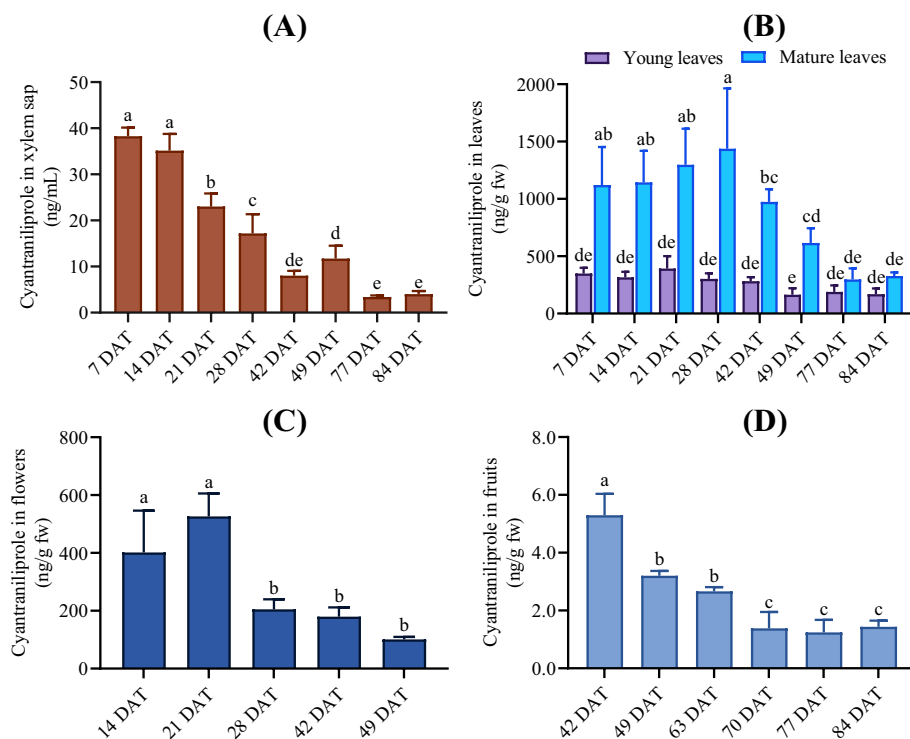 (A)
Cyantraniliprole in xylem sap
(ng/mL)
50
40
30
20
10
0
a
a
b
c
de
d
e
e
7 DAT
14 DAT
21 DAT
28 DAT
42 DAT
49 DAT
77 DAT
84 DAT
(B)
Young leaves
Mature leaves
Cyantraniliprole in leaves
(ng/g fw)
2000
1500
1000
500
0
de
ab
de
ab
de
ab
de
a
de
bc
e
cd
de
de
de
de
7 DAT
14 DAT
21 DAT
28 DAT
42 DAT
49 DAT
77 DAT
84 DAT
(C)
Cyantraniliprole in flowers
(ng/g fw)
800
600
400
200
0
a
a
b
b
b
14 DAT
21 DAT
28 DAT
42 DAT
49 DAT
(D)
Cyantraniliprole in fruits
(ng/g fw)
8.0
6.0
4.0
2.0
0.0
a
b
b
c
c
c
42 DAT
49 DAT
63 DAT
70 DAT
77 DAT
84 DAT